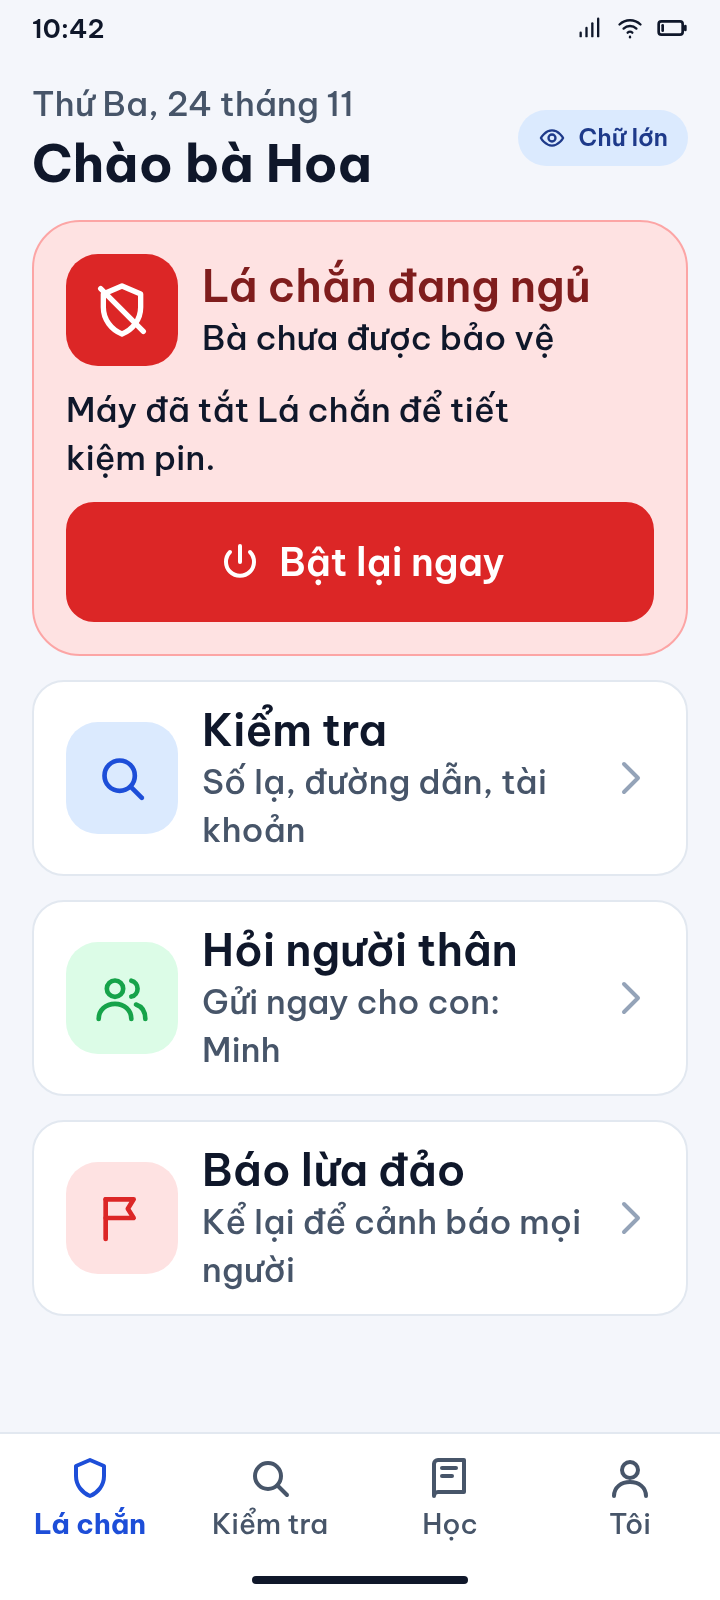 10:42
Thứ Ba, 24 tháng 11
Chào bà Hoa
Chữ lớn
Lá chắn đang ngủ
Bà chưa được bảo vệ
Máy đã tắt Lá chắn để tiết
kiệm pin.
Bật lại ngay
Kiểm tra
Số lạ, đường dẫn, tài
khoản
Hỏi người thân
Gửi ngay cho con:
Minh
Báo lừa đảo
Kể lại để cảnh báo mọi
người
Lá chắn
Kiểm tra
Học
Tôi